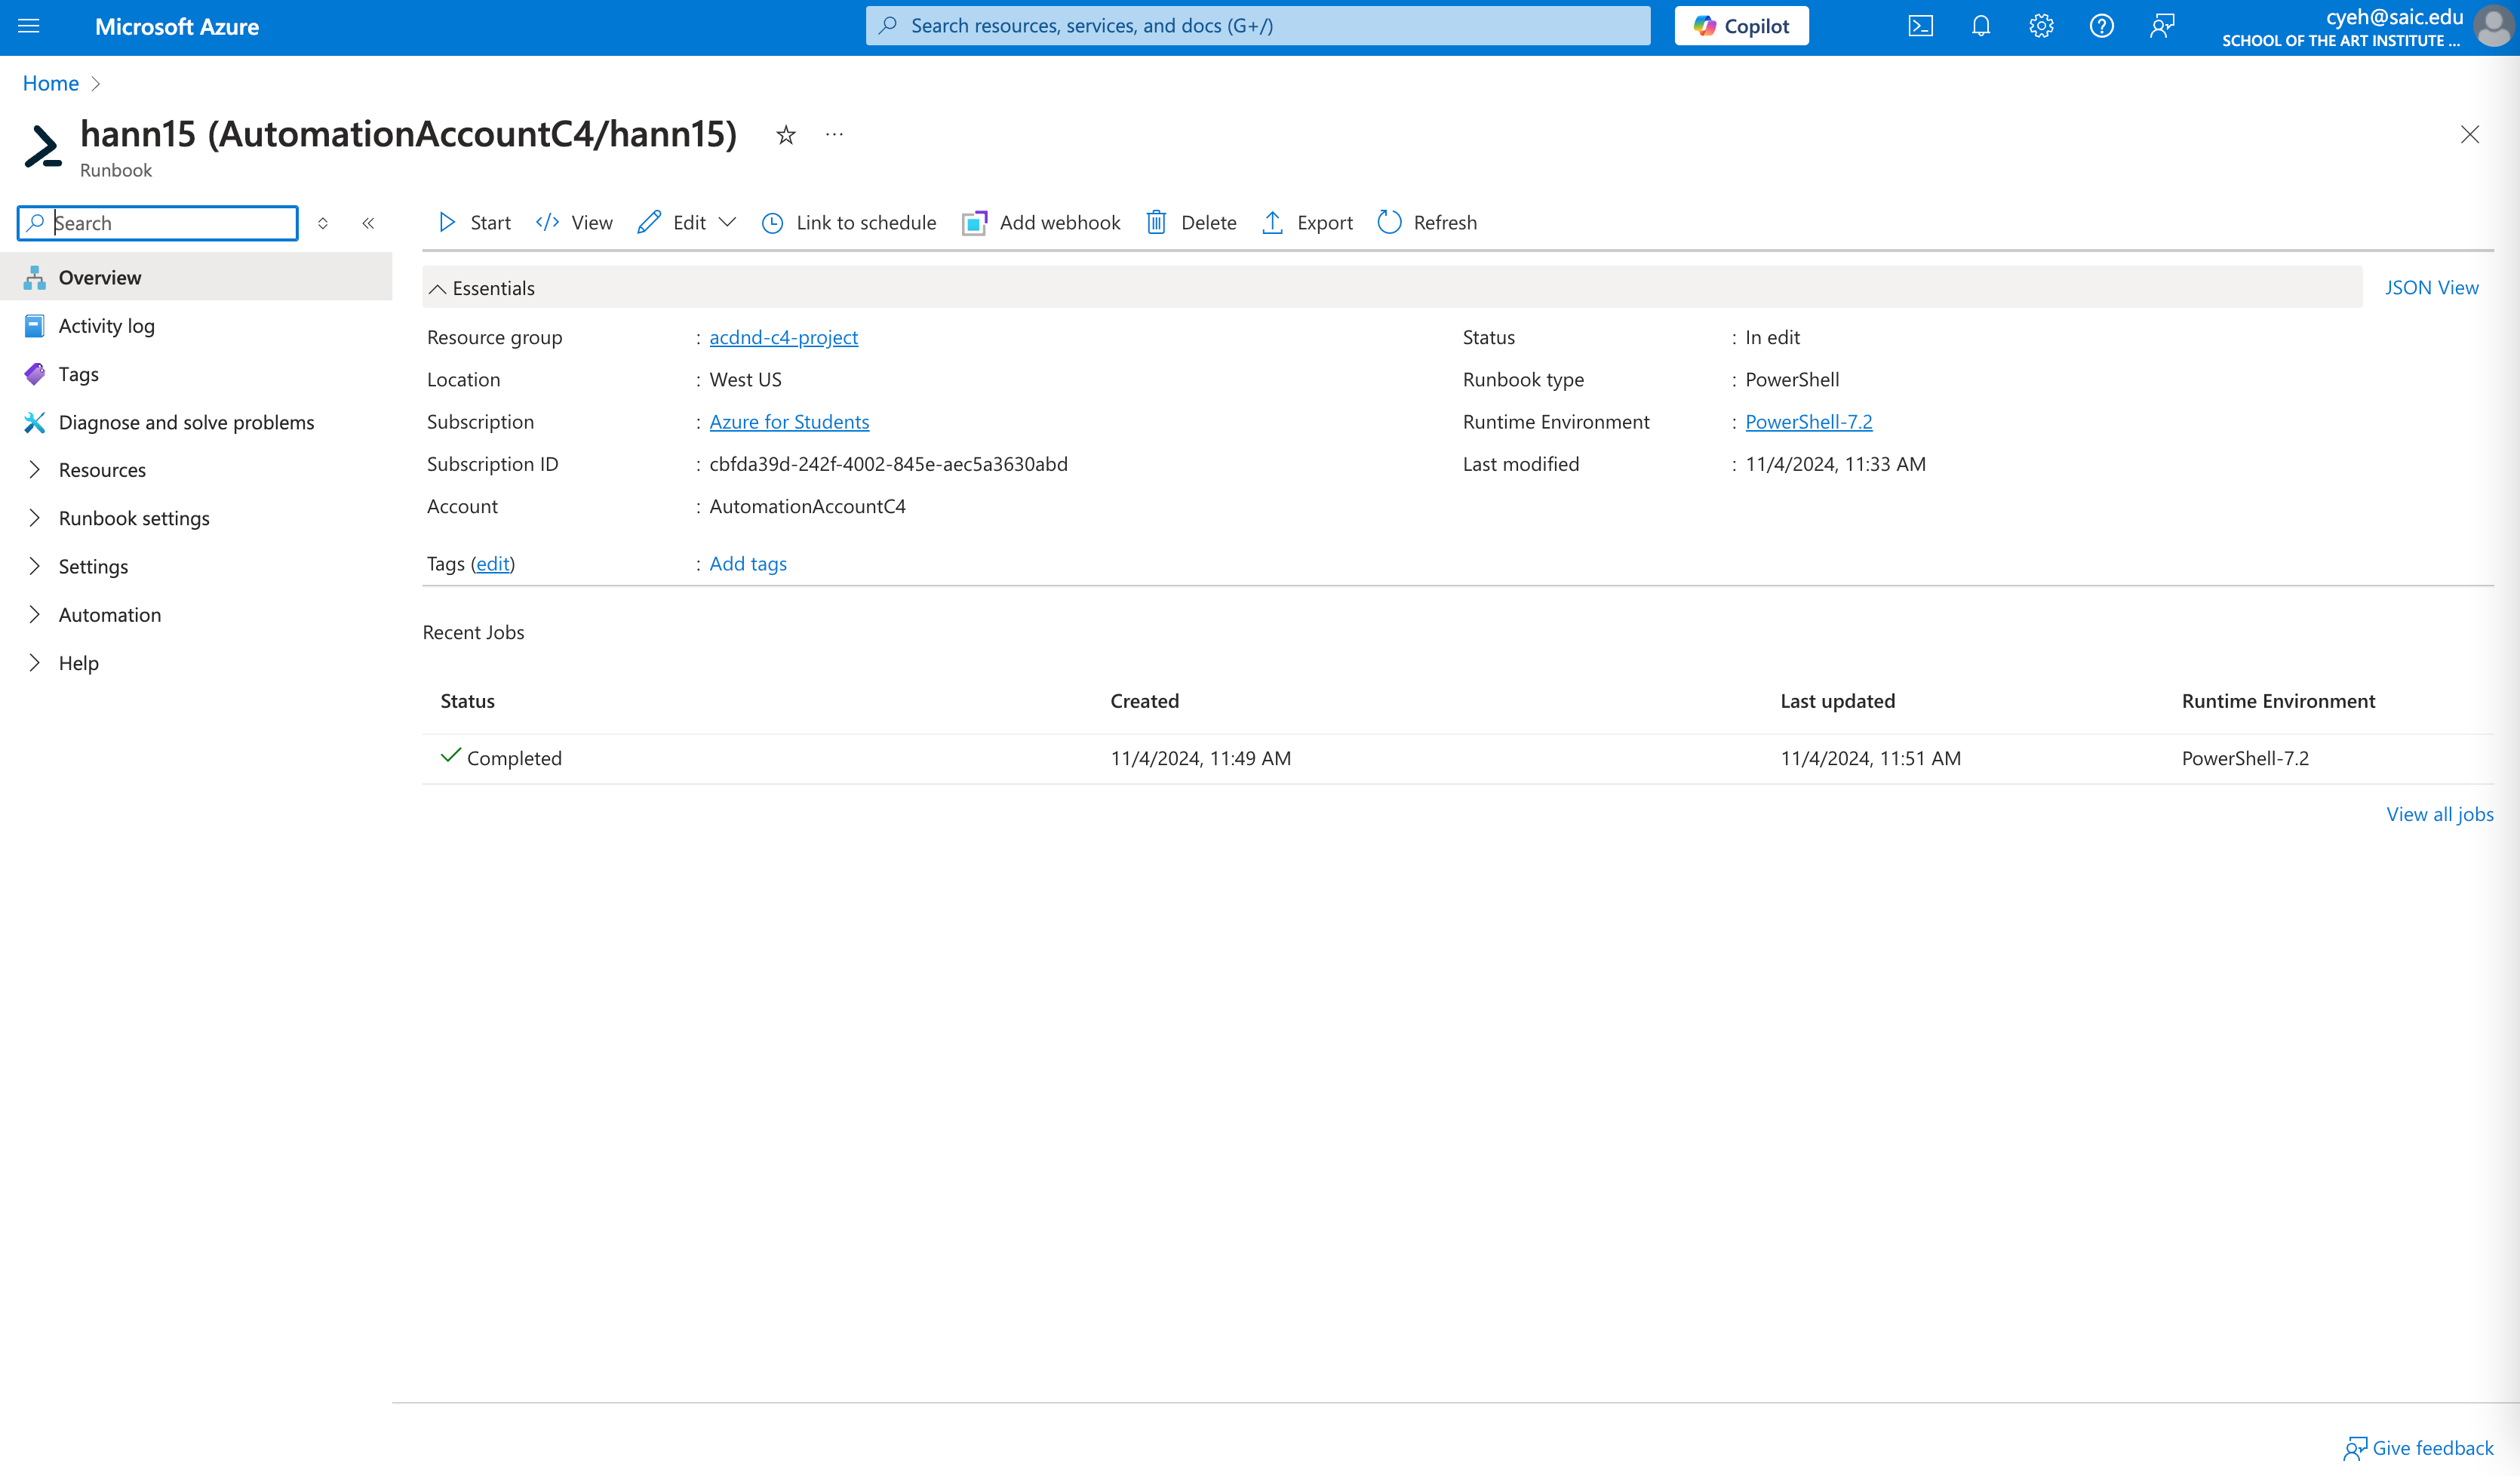 Microsoft Azure
Search resources, services, and docs (G+/)
Copilot
cyeh@saic.edu
SCHOOL OF THE ART INSTITUTE ...
Home
hann15 (AutomationAccountC4/hann15)
Runbook
Search
Start
View
Edit
Link to schedule
Add webhook
Delete
Export
Refresh
Overview
Activity log
Tags
Diagnose and solve problems
Resources
Runbook settings
Settings
Automation
Help
Essentials
JSON View
Resource group : acdnd-c4-project
Location : West US
Subscription : Azure for Students
Subscription ID : cbfda39d-242f-4002-845e-aec5a3630abd
Account : AutomationAccountC4
Tags (edit) : Add tags
Status : In edit
Runbook type : PowerShell
Runtime Environment : PowerShell-7.2
Last modified : 11/4/2024, 11:33 AM
Recent Jobs
Status Created Last updated Runtime Environment
Completed 11/4/2024, 11:49 AM 11/4/2024, 11:51 AM PowerShell-7.2
View all jobs
Give feedback